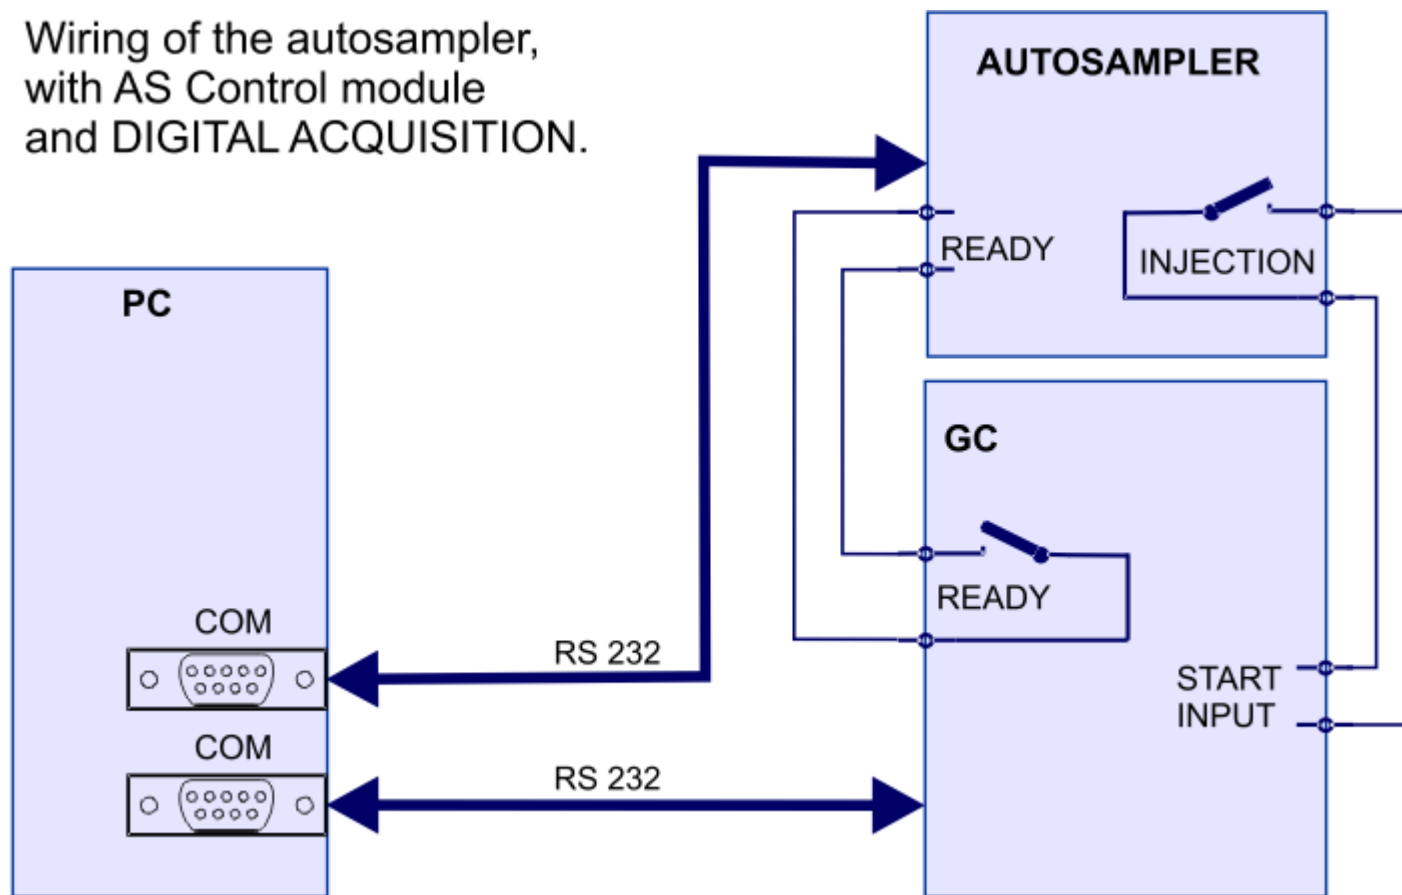 Wiring of the autosampler,
with AS Control module
and DIGITAL ACQUISITION.
AUTOSAMPLER
READY
INJECTION
PC
GC
READY
COM
RS 232
START
INPUT
COM
RS 232